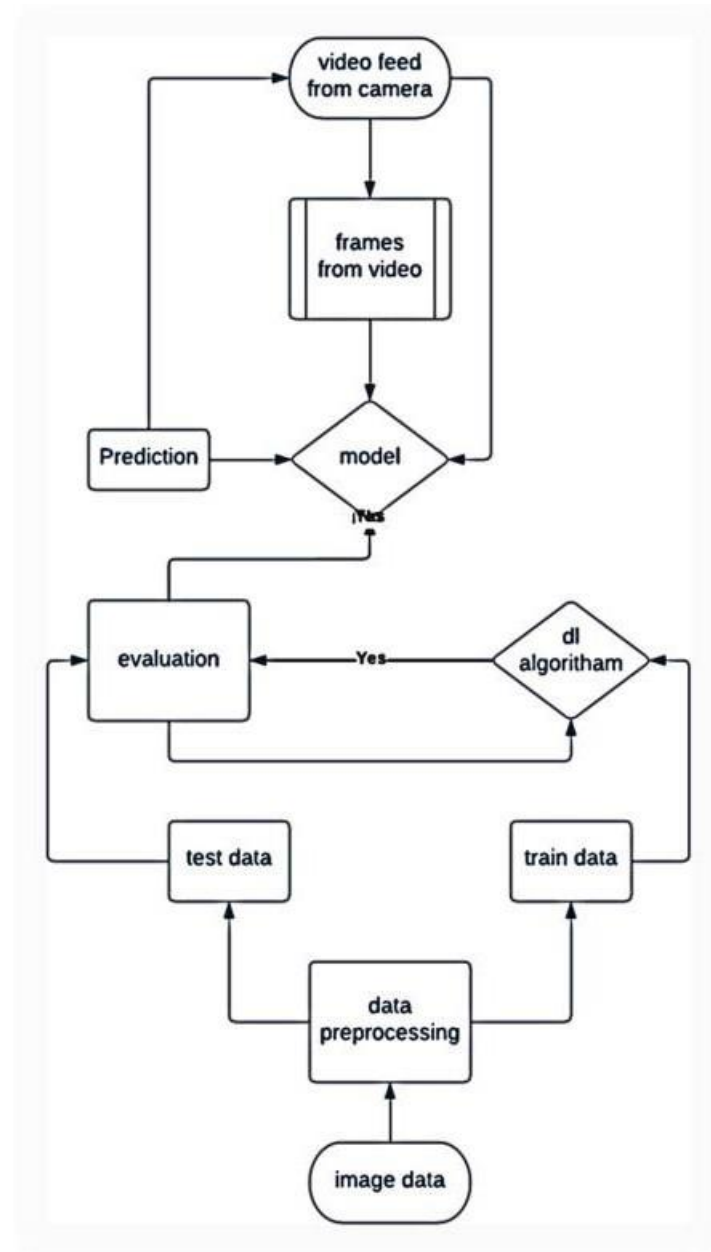 video feed
from camera
frames
from video
Prediction
model
evaluation
Yes
dl
algoritham
test data
train data
data
preprocessing
image data